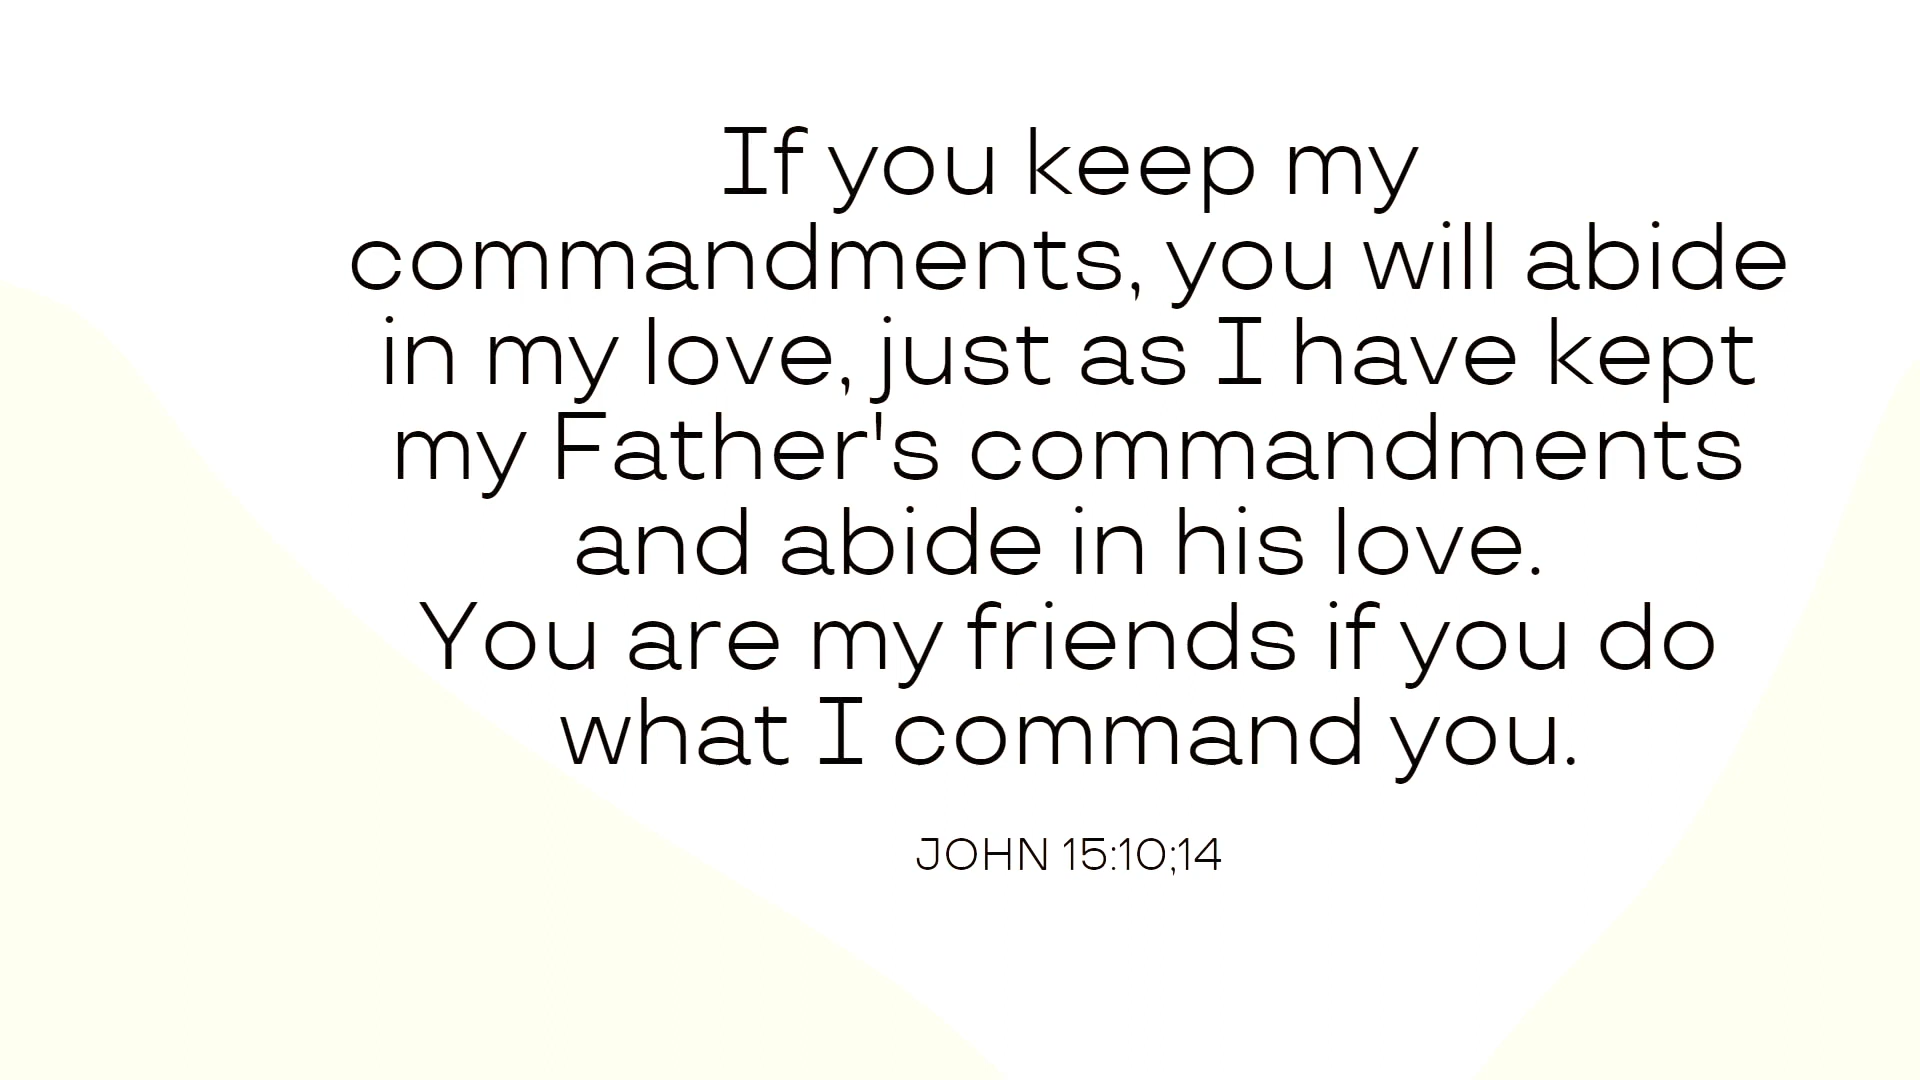 If you keep my
commandments, you will abide
in my love, just as I have kept
my Father's commandments
and abide in his love.
You are my friends if you do
what I command you.
JOHN 15:10;14